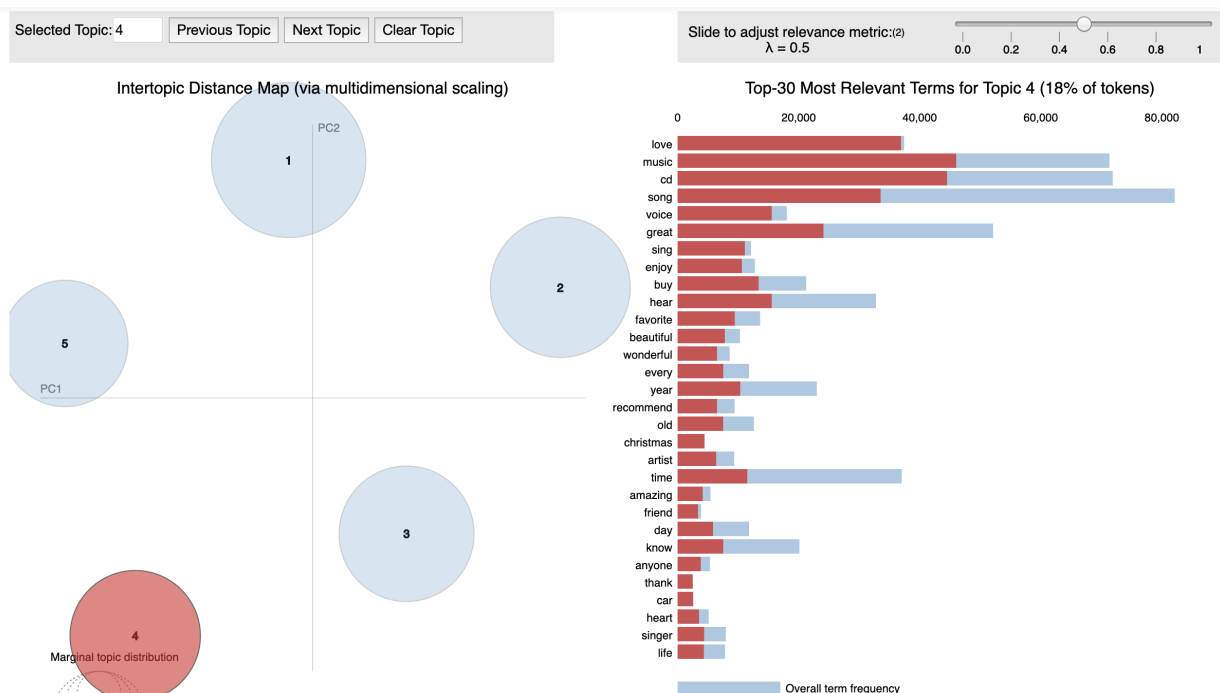 Selected Topic: 4 Previous Topic Next Topic Clear Topic
Slide to adjust relevance metric:(2)
λ = 0.5
0.0 0.2 0.4 0.6 0.8 1
Intertopic Distance Map (via multidimensional scaling)
PC2
1
2
5
PC1
3
4
Marginal topic distribution
Top-30 Most Relevant Terms for Topic 4 (18% of tokens)
0 20,000 40,000 60,000 80,000
love
music
cd
song
voice
great
sing
enjoy
buy
hear
favorite
beautiful
wonderful
every
year
recommend
old
christmas
artist
time
amazing
friend
day
know
anyone
thank
car
heart
singer
life
Overall term frequency